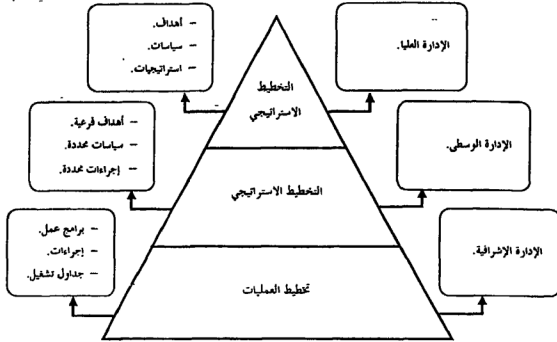 الإدارة العليا.
التخطيط
الاستراتيجي
– أهداف.
– سياسات.
– استراتيجيات.
الإدارة الوسطى.
التخطيط الاستراتيجي
– أهداف فرعية.
– سياسات محددة.
– إجراءات محددة.
الإدارة الإشرافية.
تخطيط العمليات
– برامج عمل.
– إجراءات.
– جداول تشغيل.